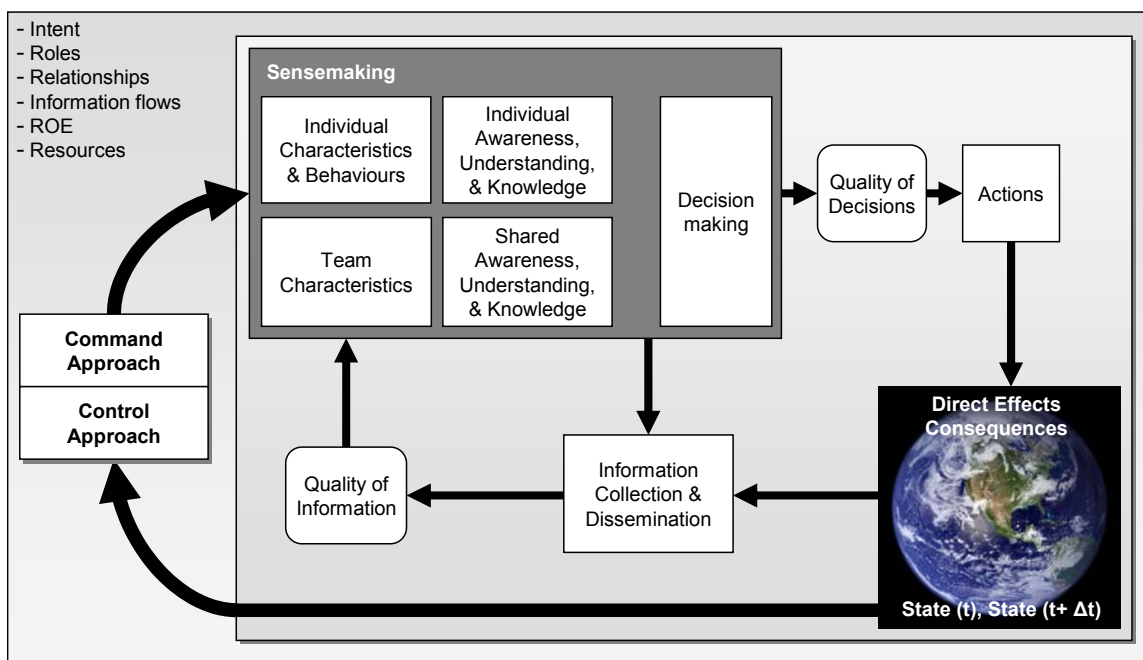 - Intent
- Roles
- Relationships
- Information flows
- ROE
- Resources
Sensemaking
Individual
Characteristics
& Behaviours
Individual
Awareness,
Understanding,
& Knowledge
Team
Characteristics
Shared
Awareness,
Understanding,
& Knowledge
Decision
making
Quality of
Decisions
Actions
Command
Approach
Control
Approach
Quality of
Information
Information
Collection &
Dissemination
Direct Effects
Consequences
State (t), State (t+ Δt)